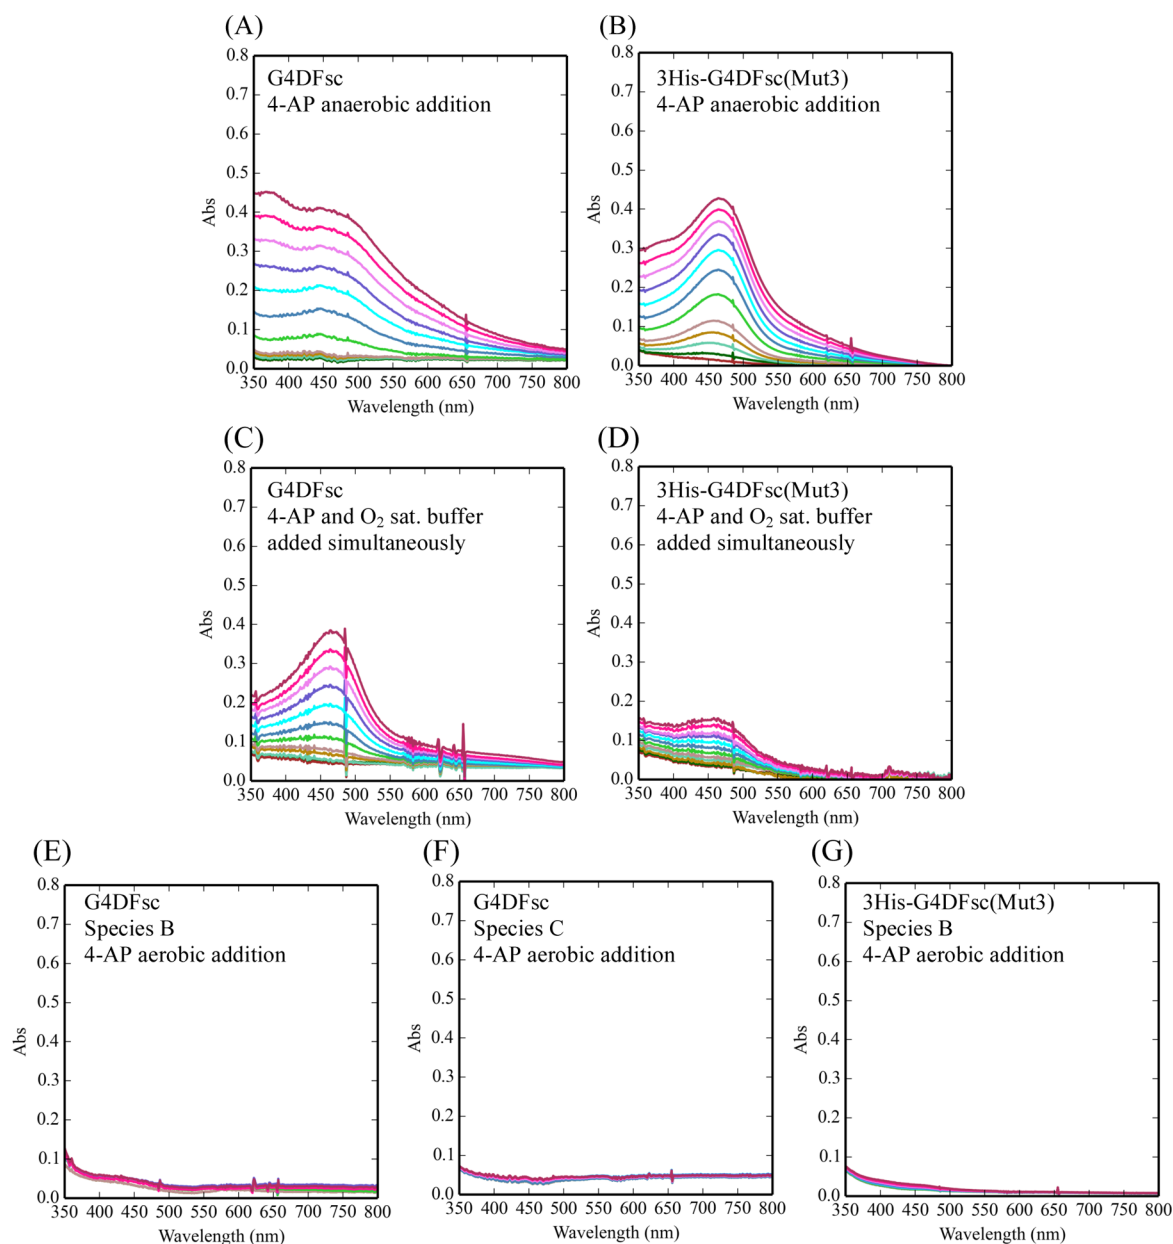 (A)
G4DFsc
4-AP anaerobic addition
0.8
0.7
0.6
0.5
0.4
0.3
0.2
0.1
0.0
Abs
350 400 450 500 550 600 650 700 750 800
Wavelength (nm)
(B)
3His-G4DFsc(Mut3)
4-AP anaerobic addition
0.8
0.7
0.6
0.5
0.4
0.3
0.2
0.1
0.0
Abs
350 400 450 500 550 600 650 700 750 800
Wavelength (nm)
(C)
G4DFsc
4-AP and O₂ sat. buffer
added simultaneously
0.8
0.7
0.6
0.5
0.4
0.3
0.2
0.1
0.0
Abs
350 400 450 500 550 600 650 700 750 800
Wavelength (nm)
(D)
3His-G4DFsc(Mut3)
4-AP and O₂ sat. buffer
added simultaneously
0.8
0.7
0.6
0.5
0.4
0.3
0.2
0.1
0.0
Abs
350 400 450 500 550 600 650 700 750 800
Wavelength (nm)
(E)
G4DFsc
Species B
4-AP aerobic addition
0.8
0.7
0.6
0.5
0.4
0.3
0.2
0.1
0.0
Abs
350 400 450 500 550 600 650 700 750 800
Wavelength (nm)
(F)
G4DFsc
Species C
4-AP aerobic addition
0.8
0.7
0.6
0.5
0.4
0.3
0.2
0.1
0.0
Abs
350 400 450 500 550 600 650 700 750 800
Wavelength (nm)
(G)
3His-G4DFsc(Mut3)
Species B
4-AP aerobic addition
0.8
0.7
0.6
0.5
0.4
0.3
0.2
0.1
0.0
Abs
350 400 450 500 550 600 650 700 750 800
Wavelength (nm)